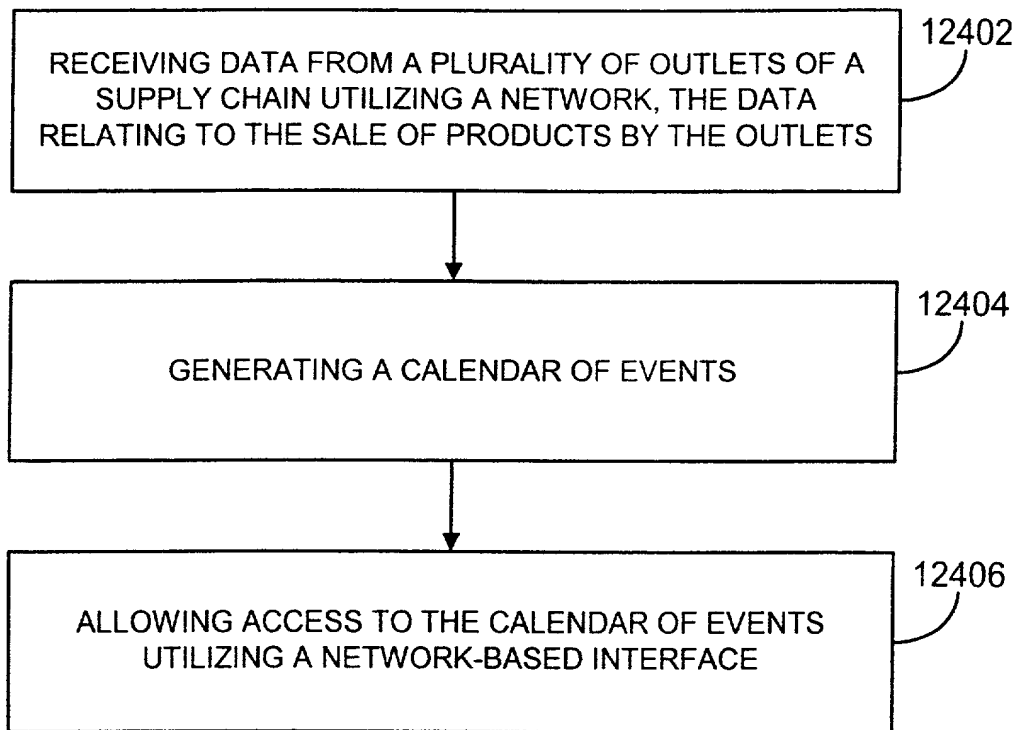 12402
RECEIVING DATA FROM A PLURALITY OF OUTLETS OF A
SUPPLY CHAIN UTILIZING A NETWORK, THE DATA
RELATING TO THE SALE OF PRODUCTS BY THE OUTLETS
12404
GENERATING A CALENDAR OF EVENTS
12406
ALLOWING ACCESS TO THE CALENDAR OF EVENTS
UTILIZING A NETWORK-BASED INTERFACE